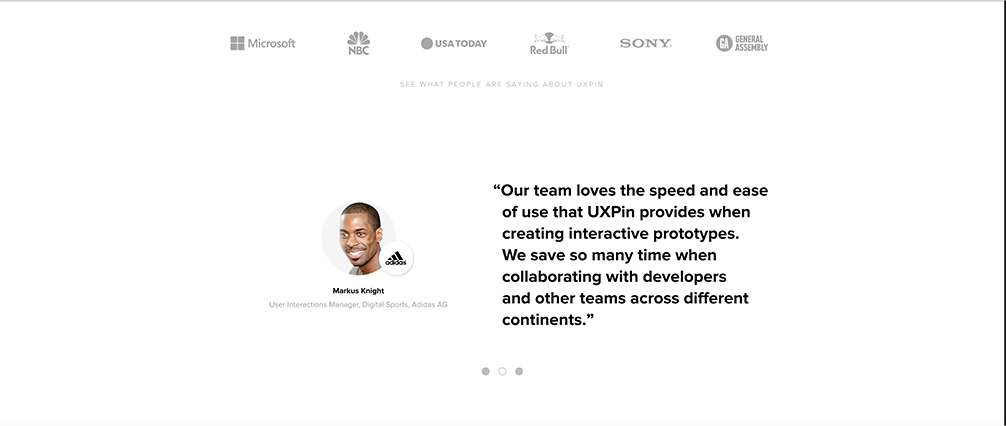 Microsoft
NBC
USA TODAY
Red Bull
SONY
GA GENERAL
ASSEMBLY
SEE WHAT PEOPLE ARE SAYING ABOUT UXPIN
“Our team loves the speed and ease
of use that UXPin provides when
creating interactive prototypes.
We save so many time when
collaborating with developers
and other teams across different
continents.”
adidas
Markus Knight
User Interactions Manager, Digital Sports, Adidas AG